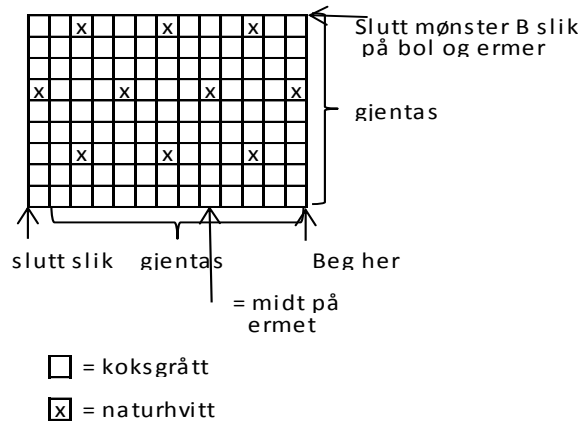 x x x
Slutt mønster B slik
på bol og ermer
x x x x
gjentas
x x x
slutt slik gjentas Beg her
= midt på
ermet
= koksgrått
x = naturhvitt